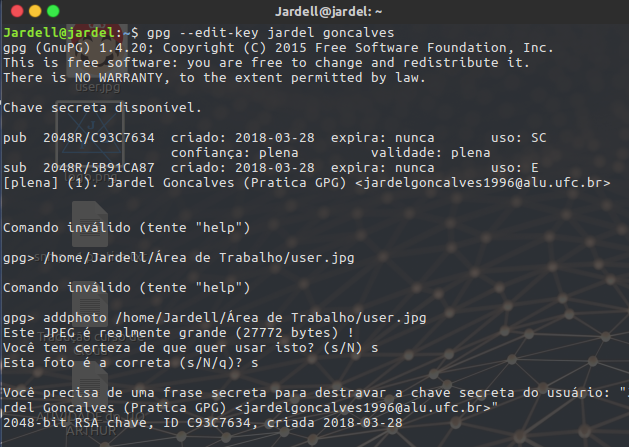 Jardell@jardel: ~
Jardell@jardel:~$ gpg --edit-key jardel goncalves
gpg (GnuPG) 1.4.20; Copyright (C) 2015 Free Software Foundation, Inc.
This is free software: you are free to change and redistribute it.
There is NO WARRANTY, to the extent permitted by law.
user.jpg
Chave secreta disponível.
pub 2048R/C93C7634 criado: 2018-03-28 expira: nunca uso: SC
confiança: plena validade: plena
sub 2048R/5B91CA87 criado: 2018-03-28 expira: nunca uso: E
[plena] (1). Jardel Goncalves (Pratica GPG) <jardelgoncalves1996@alu.ufc.br>
Comando inválido (tente "help")
gpg> /home/Jardell/Área de Trabalho/user.jpg
Comando inválido (tente "help")
gpg> addphoto /home/Jardell/Área de Trabalho/user.jpg
Este JPEG é realmente grande (27772 bytes) !
Você tem certeza de que quer usar isto? (s/N) s
Esta foto é a correta (s/N/q)? s
Você precisa de uma frase secreta para destravar a chave secreta do usuário: "
rdel Goncalves (Pratica GPG) <jardelgoncalves1996@alu.ufc.br>"
2048-bit RSA chave, ID C93C7634, criada 2018-03-28
ARTHUR